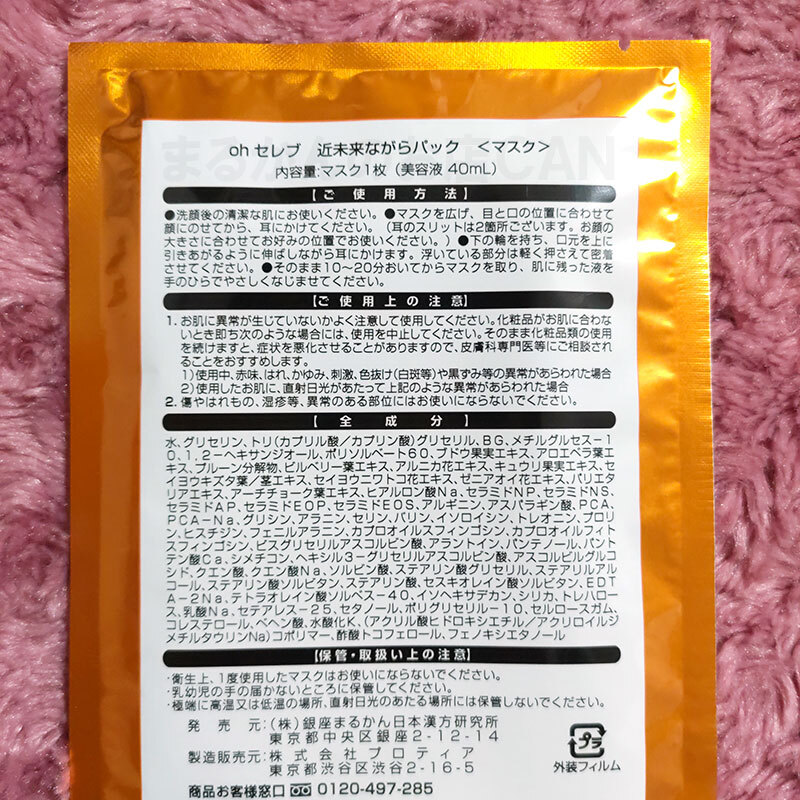 oh セレブ 近未来ながらパック <マスク>
内容量:マスク1枚(美容液 40mL)
【ご使用方法】
●洗顔後の清潔な肌にお使いください。●マスクを広げ、目と口の位置に合わせて
顔にのせてから、耳にかけてください。(耳のスリットは2箇所ございます。お顔の
大きさに合わせてお好みの位置でお使いください。)●下の輪を持ち、口元を上に
引きあがるように伸ばしながら耳にかけます。浮いている部分は軽く押さえて密着
させてください。●そのまま10〜20分おいてからマスクを取り、肌に残った液を
手のひらでやさしくなじませてください。
【ご使用上の注意】
1. お肌に異常が生じていないかよく注意して使用してください。化粧品がお肌に合わ
ないとき即ち次のような場合には、使用を中止してください。そのまま化粧品類の使用
を続けますと、症状を悪化させることがありますので、皮膚科専門医等にご相談され
ることをおすすめします。
1)使用中、赤味、はれ、かゆみ、刺激、色抜け(白斑等)や黒ずみ等の異常があらわれた場合
2)使用したお肌に、直射日光があたって上記のような異常があらわれた場合
2. 傷やはれもの、湿疹等、異常のある部位にはお使いにならないでください。
【全成分】
水、グリセリン、トリ(カプリル酸/カプリン酸)グリセリル、BG、メチルグルセス-1
0、1,2-ヘキサンジオール、ポリソルベート60、ブドウ果実エキス、アロエベラ葉エ
キス、プルーン分解物、ビルベリー葉エキス、アルニカ花エキス、キュウリ果実エキス、セ
イヨウキズタ葉/茎エキス、セイヨウニワトコ花エキス、ゼニアオイ花エキス、パリエタ
リアエキス、アーチチョーク葉エキス、ヒアルロン酸Na、セラミドNP、セラミドNS、
セラミドAP、セラミドEOP、セラミドEOS、アルギニン、アスパラギン酸、PCA、
PCA-Na、グリシン、アラニン、セリン、バリン、イソロイシン、トレオニン、プロリ
ン、ヒスチジン、フェニルアラニン、カプロオイルスフィンゴシン、カプロオイルフィト
スフィンゴシン、ビスグリセリルアスコルビン酸、アラントイン、パンテノール、パント
テン酸Ca、シメチコン、ヘキシル3-グリセリルアスコルビン酸、アスコルビルグルコ
シド、クエン酸、クエン酸Na、ソルビン酸、ステアリン酸グリセリル、ステアリルアル
コール、ステアリン酸ソルビタン、ステアリン酸、セスキオレイン酸ソルビタン、EDT
A-2Na、テトラオレイン酸ソルベス-40、イソヘキサデカン、シリカ、トレハロー
ス、乳酸Na、セテアレス-25、セタノール、ポリグリセリル-10、セルロースガム、
コレステロール、ベヘン酸、水酸化K、(アクリル酸ヒドロキシエチル/アクリロイルジ
メチルタウリンNa)コポリマー、酢酸トコフェロール、フェノキシエタノール
【保管・取扱い上の注意】
・衛生上、1度使用したマスクはお使いにならないでください。
・乳幼児の手の届かないところに保管してください。
・極端に高温又は低温の場所、直射日光のあたる場所には保管しないでください。
発売元:(株)銀座まるかん日本漢方研究所
東京都中央区銀座2-12-14
製造販売元:株式会社プロティア
東京都渋谷区渋谷2-16-5
商品お客様窓口 0120-497-285
プラ
外装フィルム